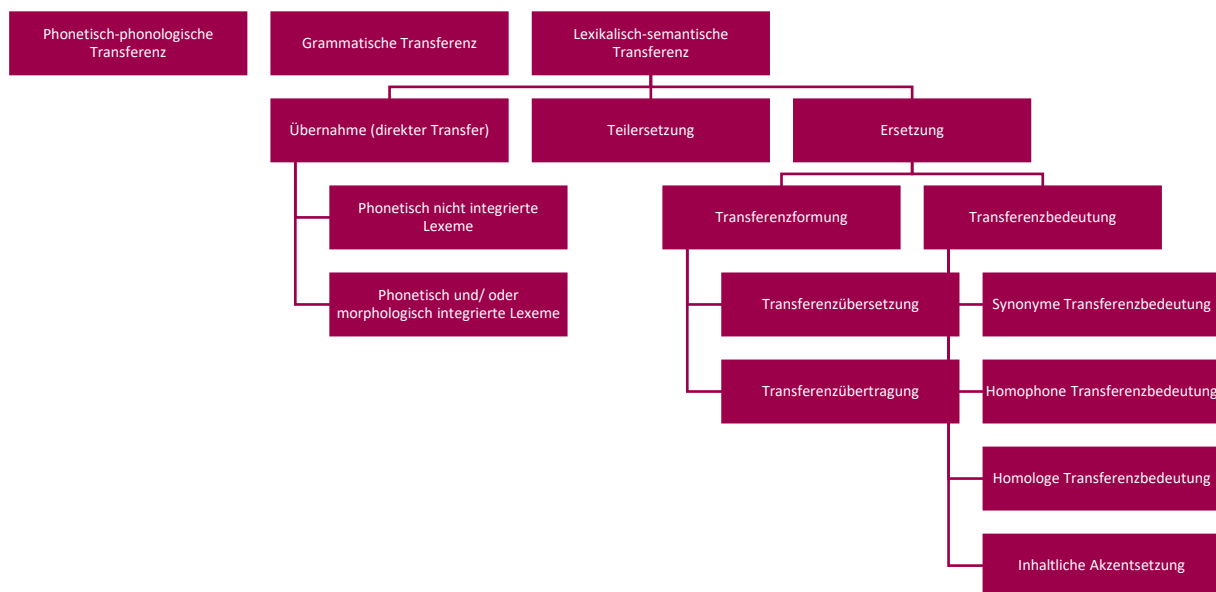 Phonetisch-phonologische
Transferenz
Grammatische Transferenz
Lexikalisch-semantische
Transferenz
Übernahme (direkter Transfer)
Teilersetzung
Ersetzung
Phonetisch nicht integrierte
Lexeme
Phonetisch und/ oder
morphologisch integrierte Lexeme
Transferenzformung
Transferenzbedeutung
Transferenzübersetzung
Transferenzübertragung
Synonyme Transferenzbedeutung
Homophone Transferenzbedeutung
Homologe Transferenzbedeutung
Inhaltliche Akzentsetzung